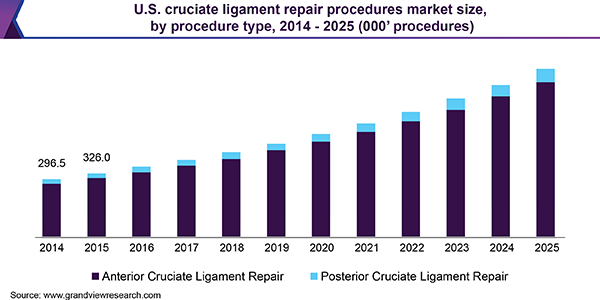 U.S. cruciate ligament repair procedures market size,
by procedure type, 2014 - 2025 (000’ procedures)
296.5 326.0
2014 2015 2016 2017 2018 2019 2020 2021 2022 2023 2024 2025
Anterior Cruciate Ligament Repair Posterior Cruciate Ligament Repair
Source: www.grandviewresearch.com